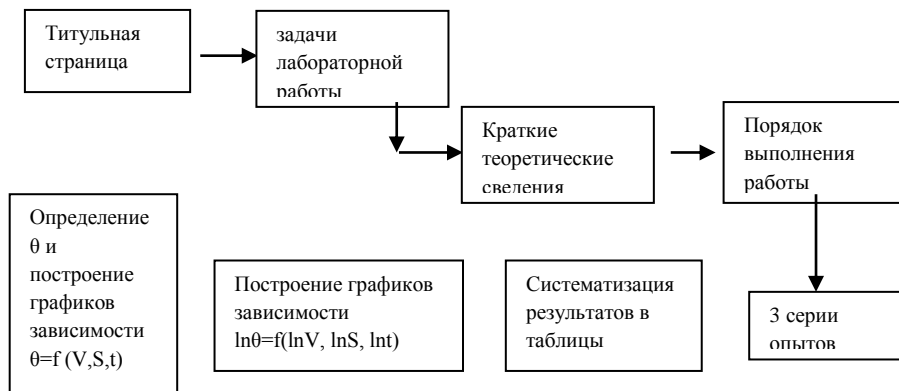 Титульная
страница
задачи
лабораторной
работы
Краткие
теоретические
сведения
Порядок
выполнения
работы
Определение
θ и
построение
графиков
зависимости
θ=f (V,S,t)
Построение графиков
зависимости
lnθ=f(lnV, lnS, lnt)
Систематизация
результатов в
таблицы
3 серии
опытов